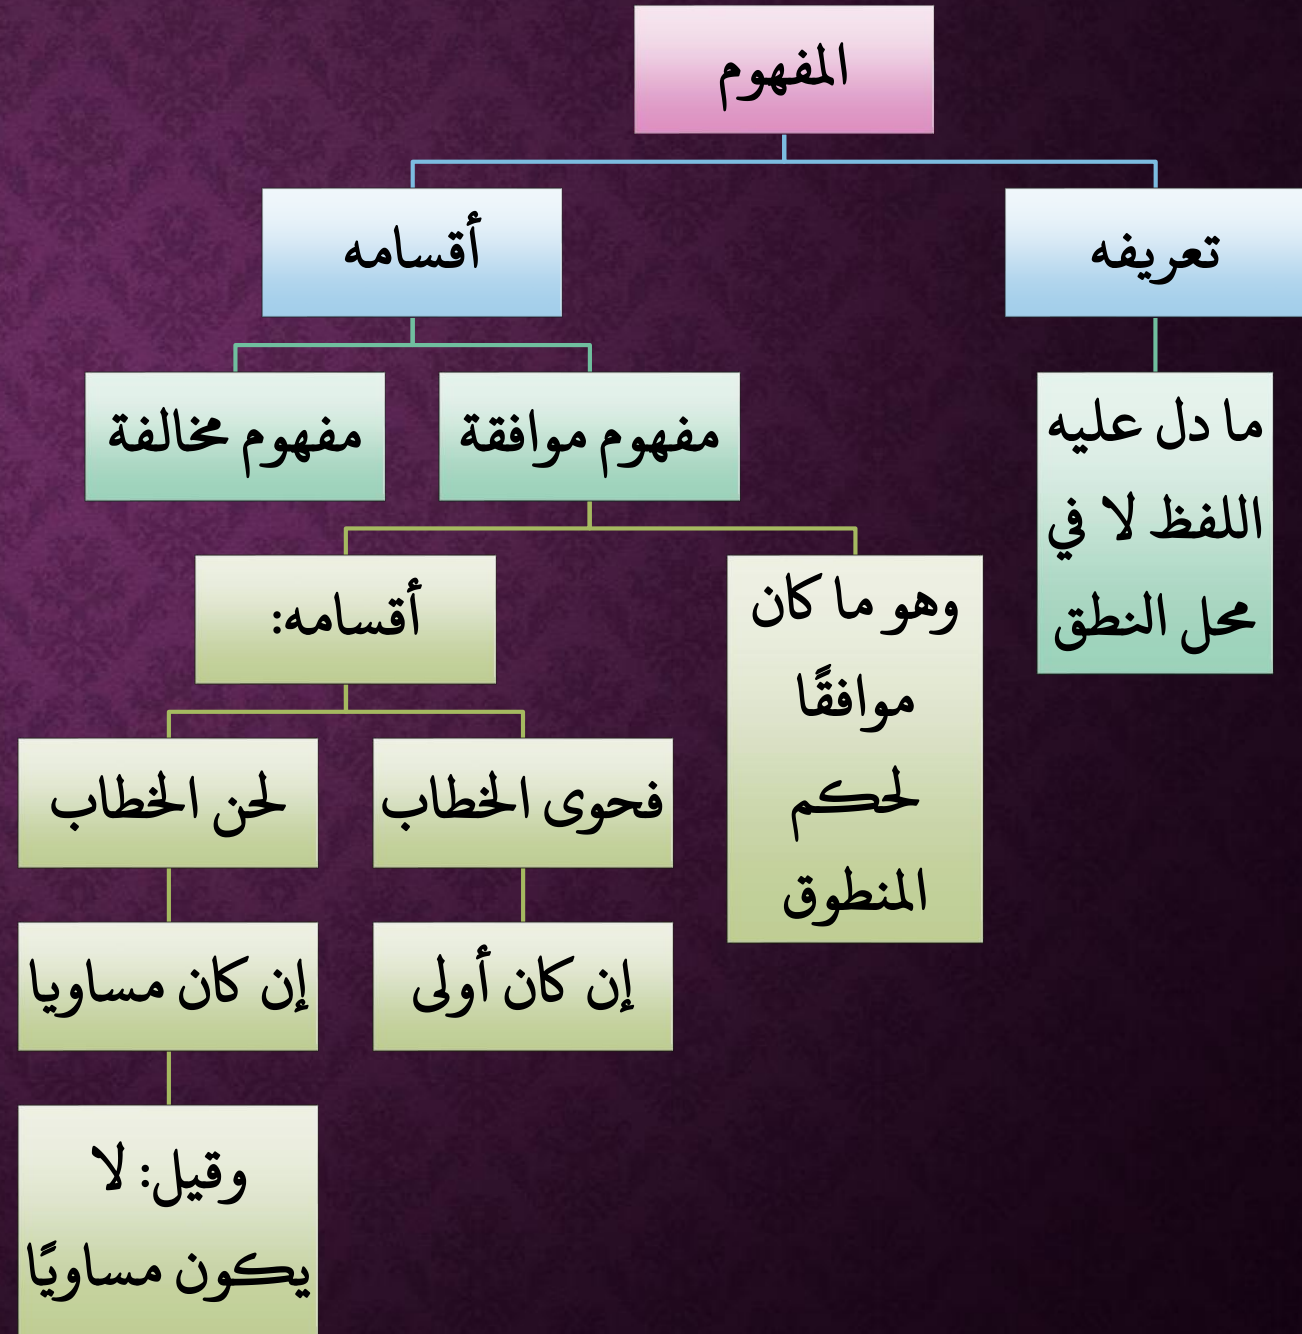 المفهوم
تعريفه
أقسامه
ما دل عليه
اللفظ لا في
محل النطق
مفهوم موافقة
مفهوم مخالفة
وهو ما كان
موافقًا
لحكم
المنطوق
أقسامه:
فحوى الخطاب
لحن الخطاب
إن كان أولى
إن كان مساويا
وقيل: لا
يكون مساويًا